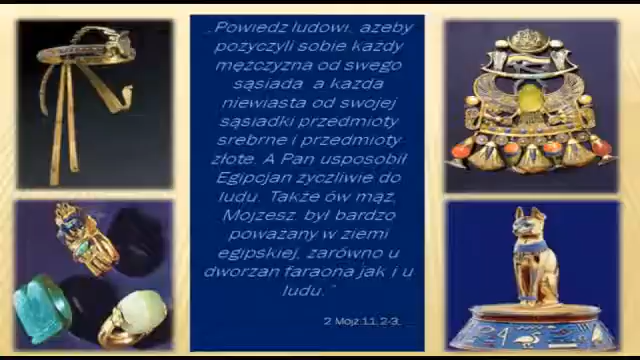 „Powiedz ludowi, ażeby
pożyczyli sobie każdy
mężczyzna od swego
sąsiada a każda
niewiasta od swojej
sąsiadki przedmioty
srebrne i przedmioty
złote. A Pan usposobił
Egipcjan życzliwie do
ludu. Także ów mąż,
Mojżesz, był bardzo
poważany w ziemi
egipskiej, zarówno u
dworzan faraona jak i u
ludu.”
2 Mojż.11,2-3